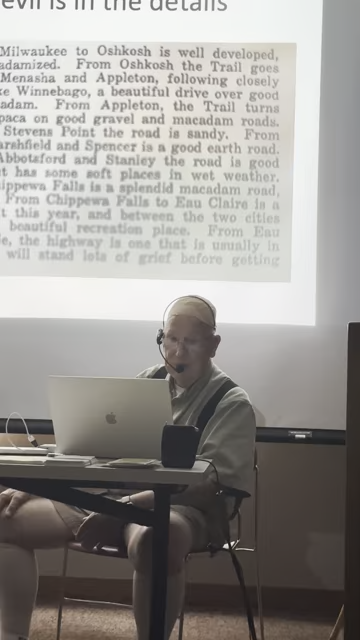 evil is in the details
Milwaukee to Oshkosh is well developed,
adamized. From Oshkosh the Trail goes
Menasha and Appleton, following closely
ke Winnebago, a beautiful drive over good
adam. From Appleton, the Trail turns
paca on good gravel and macadam roads.
Stevens Point the road is sandy. From
arshfield and Spencer is a good earth road.
Abbotsford and Stanley the road is good
t has some soft places in wet weather.
ippewa Falls is a splendid macadam road,
From Chippewa Falls to Eau Claire is a
t this year, and between the two cities
beautiful recreation place. From Eau
e, the highway is one that is usually in
will stand lots of grief before getting